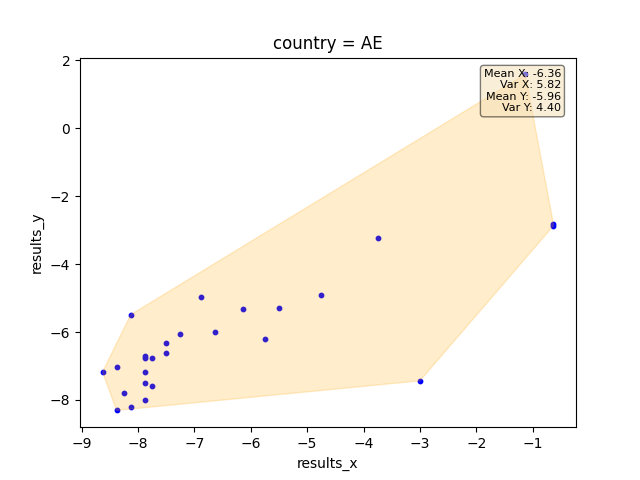 country = AE
Mean X: -6.36
Var X: 5.82
Mean Y: -5.96
Var Y: 4.40
results_y
2
0
−2
−4
−6
−8
−9
−8
−7
−6
−5
−4
−3
−2
−1
results_x